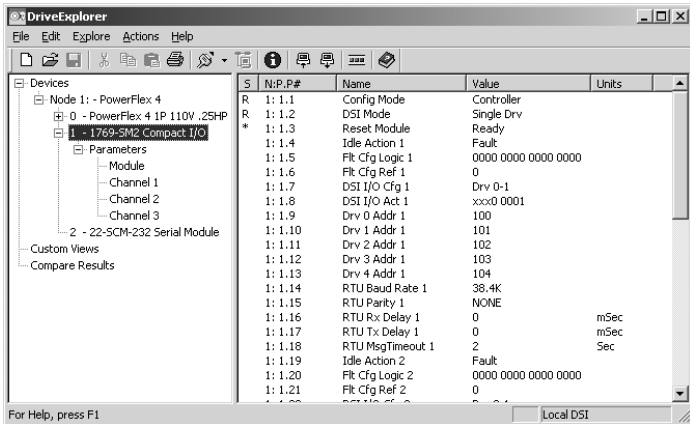 DriveExplorer
File Edit Explore Actions Help
Devices
Node 1: - PowerFlex 4
0 - PowerFlex 4 1P 110V .25HP
1 - 1769-SM2 Compact I/O
Parameters
Module
Channel 1
Channel 2
Channel 3
2 - 22-SCM-232 Serial Module
Custom Views
Compare Results
S N:P.P# Name Value Units
R 1: 1.1 Config Mode Controller
R 1: 1.2 DSI Mode Single Drv
* 1: 1.3 Reset Module Ready
1: 1.4 Idle Action 1 Fault
1: 1.5 Flt Cfg Logic 1 0000 0000 0000 0000
1: 1.6 Flt Cfg Ref 1 0
1: 1.7 DSI I/O Cfg 1 Drv 0-1
1: 1.8 DSI I/O Act 1 xxx0 0001
1: 1.9 Drv 0 Addr 1 100
1: 1.10 Drv 1 Addr 1 101
1: 1.11 Drv 2 Addr 1 102
1: 1.12 Drv 3 Addr 1 103
1: 1.13 Drv 4 Addr 1 104
1: 1.14 RTU Baud Rate 1 38.4K
1: 1.15 RTU Parity 1 NONE
1: 1.16 RTU Rx Delay 1 0 mSec
1: 1.17 RTU Tx Delay 1 0 mSec
1: 1.18 RTU MsgTimeout 1 2 Sec
1: 1.19 Idle Action 2 Fault
1: 1.20 Flt Cfg Logic 2 0000 0000 0000 0000
1: 1.21 Flt Cfg Ref 2 0
For Help, press F1
Local DSI